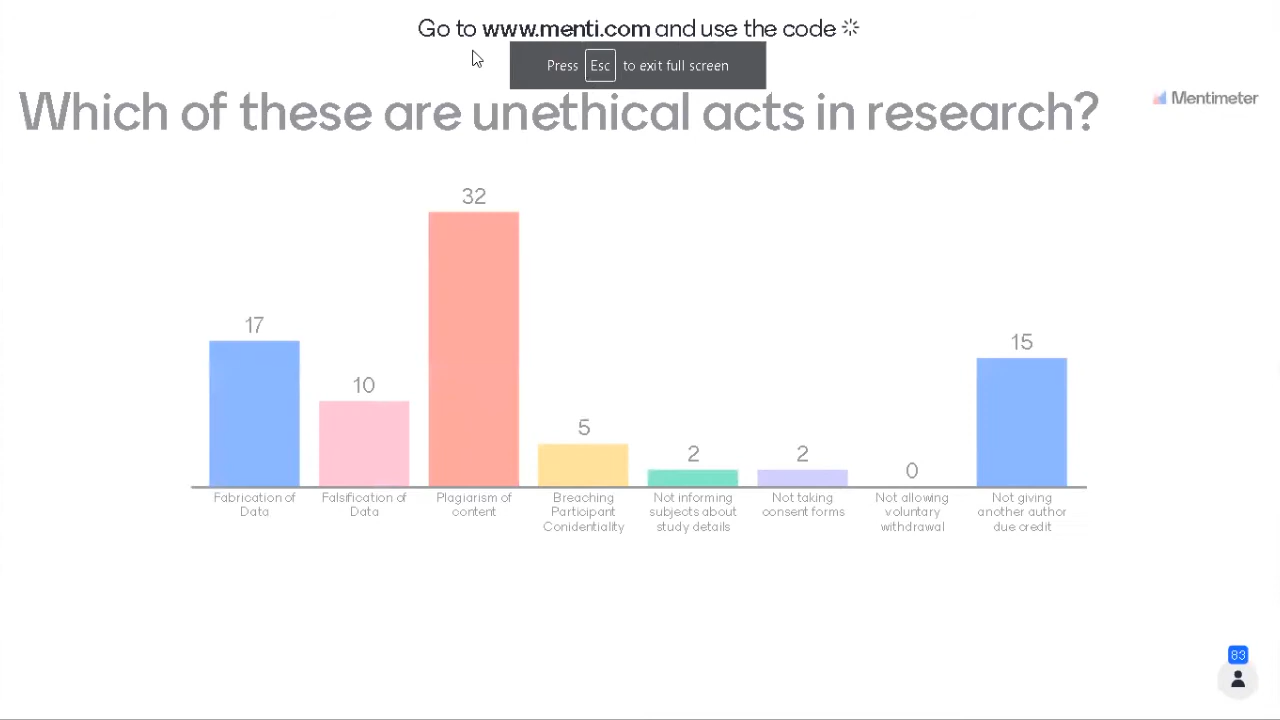 Go to www.menti.com and use the code
Press Esc to exit full screen
Which of these are unethical acts in research?
Mentimeter
32
17
15
10
5
2
2
0
Fabrication of
Data
Falsification of
Data
Plagiarism of
content
Breaching
Participant
Conidentiality
Not informing
subjects about
study details
Not taking
consent forms
Not allowing
voluntary
withdrawal
Not giving
another author
due credit
83